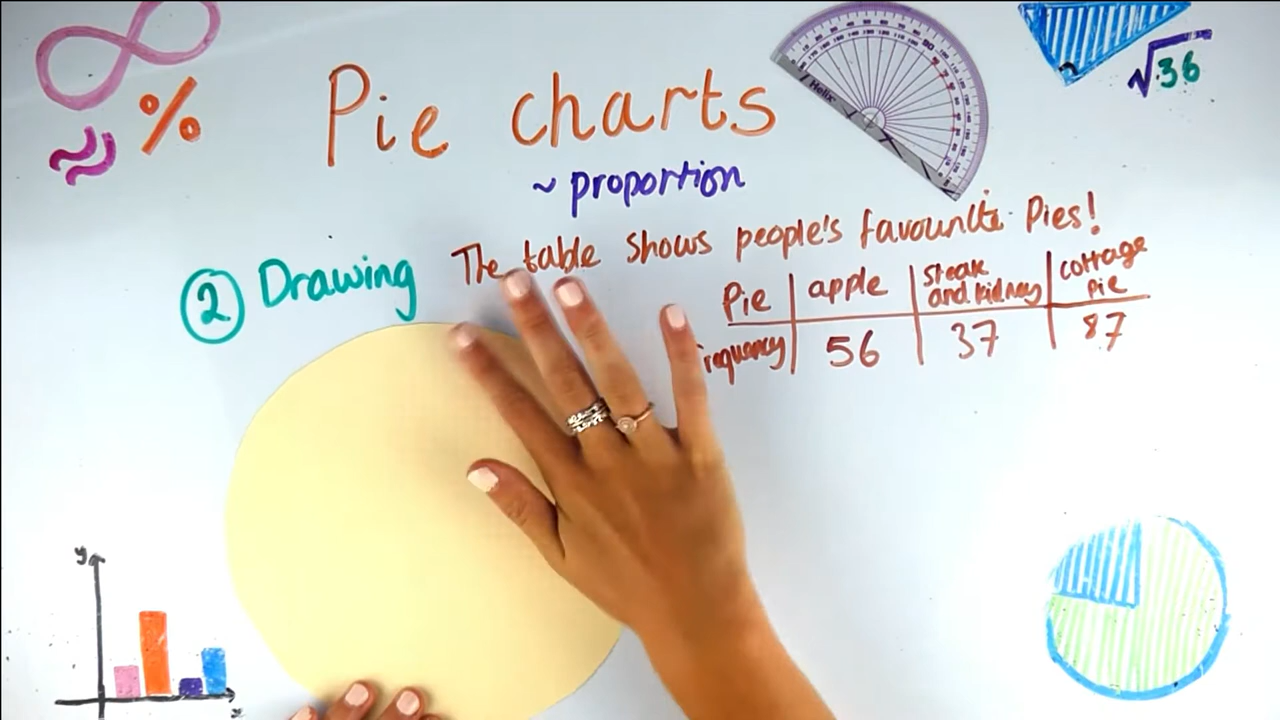 Pie charts
~ proportion
% √36
Helix
② Drawing
The table shows people's favourite Pies!
Pie apple steak and kidney cottage pie
requency 56 37 87
y
x